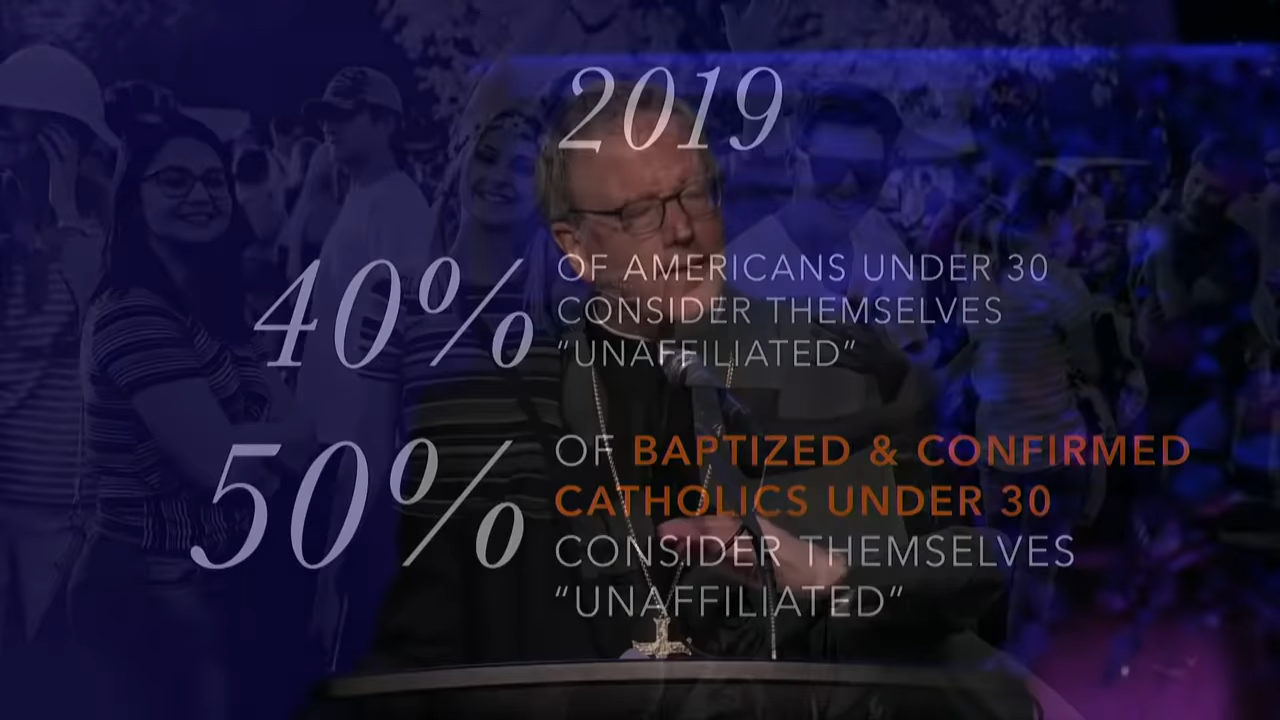 2019
40% OF AMERICANS UNDER 30
CONSIDER THEMSELVES
“UNAFFILIATED”
50% OF BAPTIZED & CONFIRMED
CATHOLICS UNDER 30
CONSIDER THEMSELVES
“UNAFFILIATED”